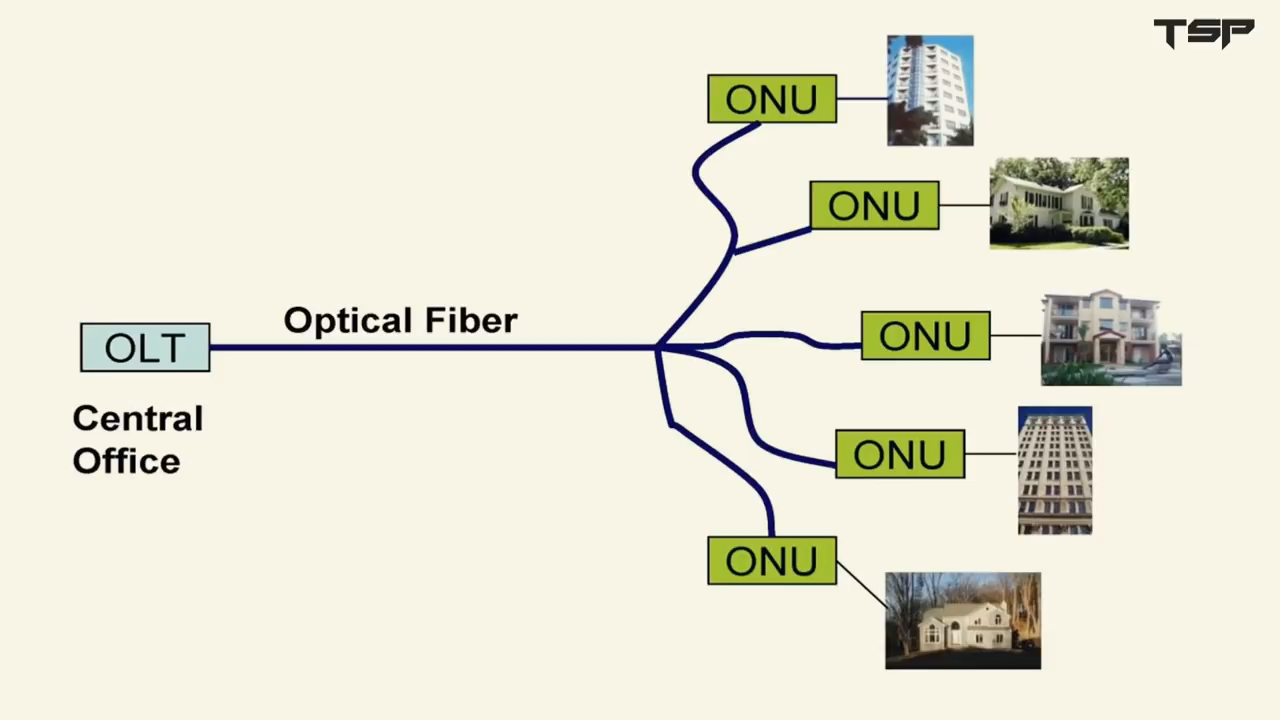 TSP
ONU
ONU
Optical Fiber
OLT
ONU
Central
Office
ONU
ONU